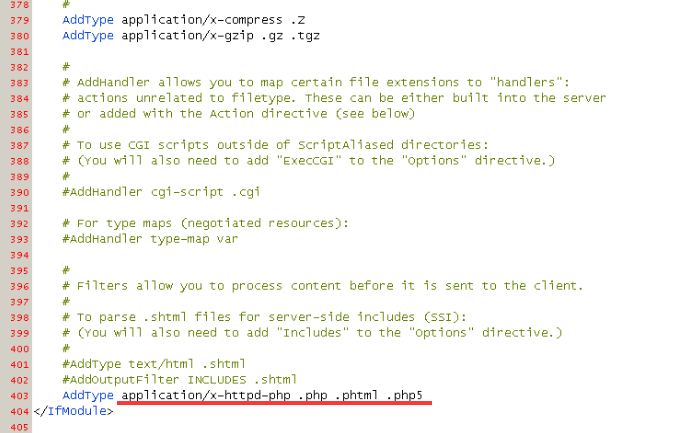 378 #
379 AddType application/x-compress .Z
380 AddType application/x-gzip .gz .tgz
381
382 #
383 # AddHandler allows you to map certain file extensions to "handlers":
384 # actions unrelated to filetype. These can be either built into the server
385 # or added with the Action directive (see below)
386 #
387 # To use CGI scripts outside of ScriptAliased directories:
388 # (You will also need to add "ExecCGI" to the "Options" directive.)
389 #
390 #AddHandler cgi-script .cgi
391
392 # For type maps (negotiated resources):
393 #AddHandler type-map var
394
395 #
396 # Filters allow you to process content before it is sent to the client.
397 #
398 # To parse .shtml files for server-side includes (SSI):
399 # (You will also need to add "Includes" to the "Options" directive.)
400 #
401 #AddType text/html .shtml
402 #AddOutputFilter INCLUDES .shtml
403 AddType application/x-httpd-php .php .phtml .php5
404 </IfModule>
405